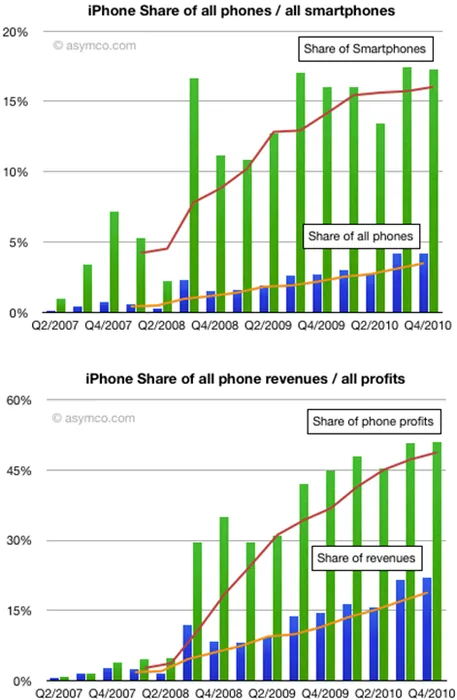 iPhone Share of all phones / all smartphones
20%
© asymco.com
Share of Smartphones
15%
10%
Share of all phones
5%
0%
Q2/2007 Q4/2007 Q2/2008 Q4/2008 Q2/2009 Q4/2009 Q2/2010 Q4/2010
iPhone Share of all phone revenues / all profits
60%
© asymco.com
Share of phone profits
45%
30%
Share of revenues
15%
0%
Q2/2007 Q4/2007 Q2/2008 Q4/2008 Q2/2009 Q4/2009 Q2/2010 Q4/2010